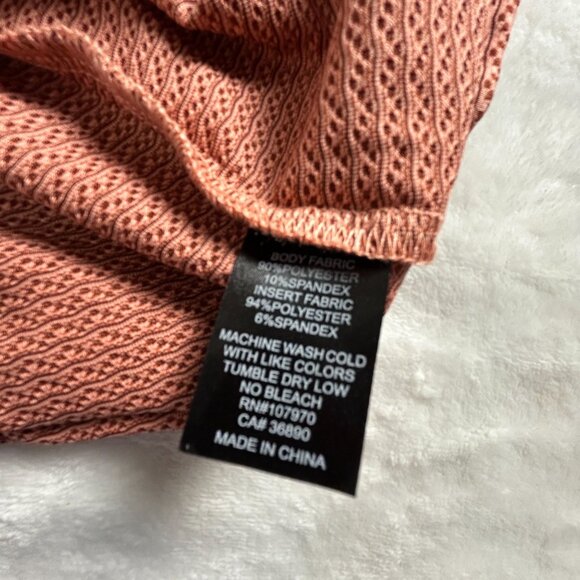 BODY FABRIC
90%POLYESTER
10%SPANDEX
INSERT FABRIC
94%POLYESTER
6%SPANDEX
MACHINE WASH COLD
WITH LIKE COLORS
TUMBLE DRY LOW
NO BLEACH
RN#107970
CA# 36890
MADE IN CHINA